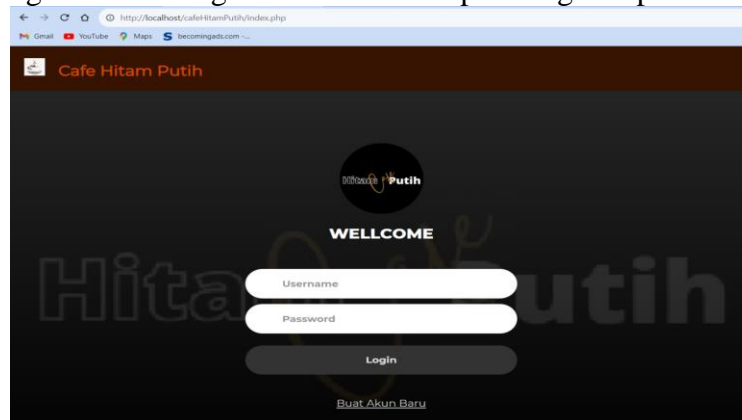 http://localhost/cafeHitamPutih/index.php
Gmail YouTube Maps becomingads.com -...
Cafe Hitam Putih
Hitam Putih
WELLCOME
Username
Password
Login
Buat Akun Baru